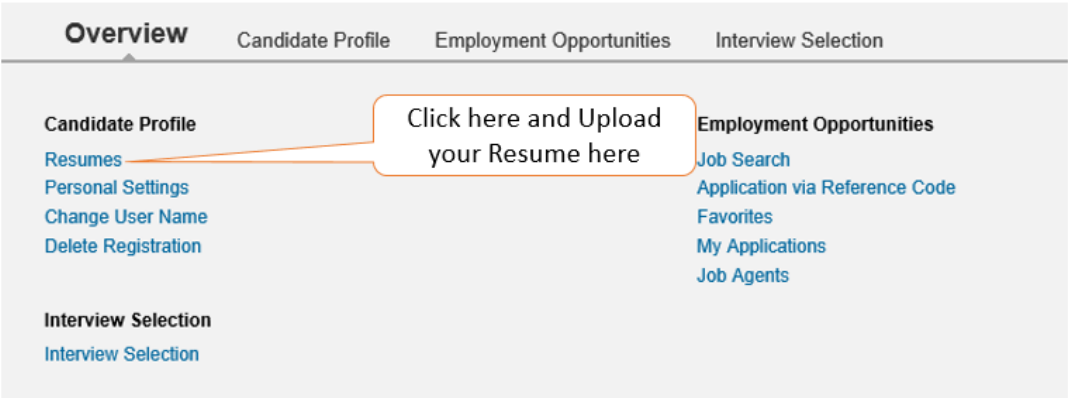 Overview Candidate Profile Employment Opportunities Interview Selection
Candidate Profile
Resumes
Personal Settings
Change User Name
Delete Registration
Click here and Upload
your Resume here
Employment Opportunities
Job Search
Application via Reference Code
Favorites
My Applications
Job Agents
Interview Selection
Interview Selection